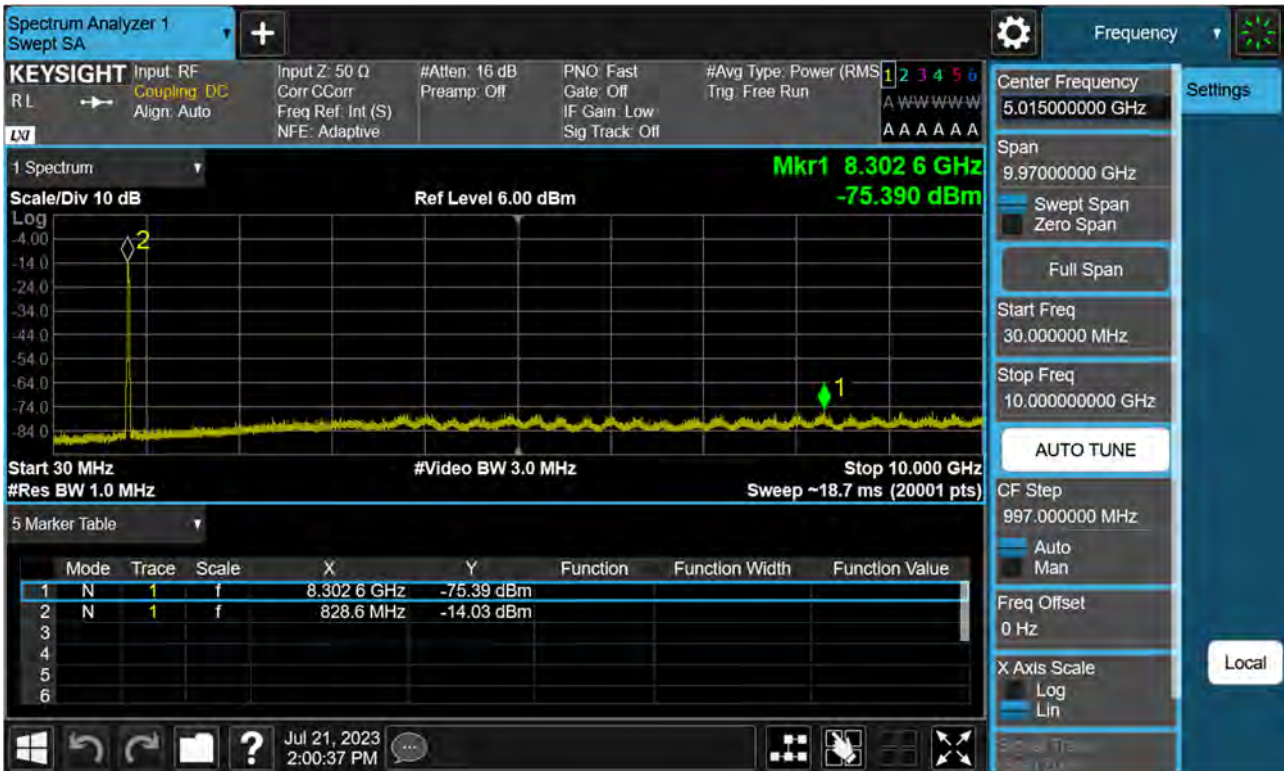 Spectrum Analyzer 1
Swept SA
+
Frequency
KEYSIGHT
RL
LXI
Input: RF
Coupling: DC
Align: Auto
Input Z: 50 Ω
Corr CCorr
Freq Ref: Int (S)
NFE: Adaptive
#Atten: 16 dB
Preamp: Off
PNO: Fast
Gate: Off
IF Gain: Low
Sig Track: Off
#Avg Type: Power (RMS
Trig: Free Run
1 2 3 4 5 6
A W W W W W
A A A A A A
1 Spectrum
Mkr1 8.302 6 GHz
Scale/Div 10 dB
Ref Level 6.00 dBm
-75.390 dBm
Log
-4.00
2
-14.0
-24.0
-34.0
-44.0
-54.0
-64.0
1
-74.0
-84.0
Start 30 MHz
#Video BW 3.0 MHz
Stop 10.000 GHz
#Res BW 1.0 MHz
Sweep ~18.7 ms (20001 pts)
5 Marker Table
Mode Trace Scale X Y Function Function Width Function Value
1 N 1 f 8.302 6 GHz -75.39 dBm
2 N 1 f 828.6 MHz -14.03 dBm
3
4
5
6
?
Jul 21, 2023
2:00:37 PM
Center Frequency
5.015000000 GHz
Settings
Span
9.97000000 GHz
Swept Span
Zero Span
Full Span
Start Freq
30.000000 MHz
Stop Freq
10.000000000 GHz
AUTO TUNE
CF Step
997.000000 MHz
Auto
Man
Freq Offset
0 Hz
X Axis Scale
Log
Lin
Local